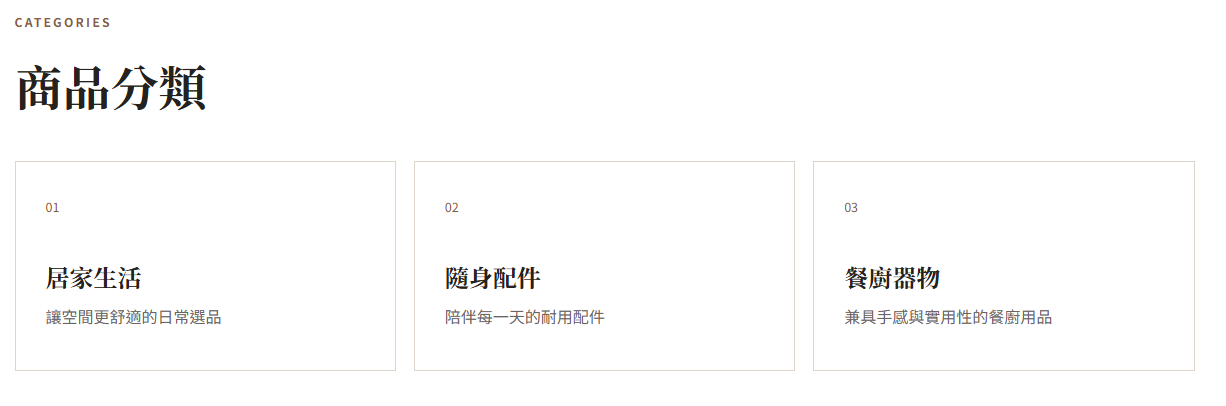 CATEGORIES
商品分類
01
居家生活
讓空間更舒適的日常選品
02
隨身配件
陪伴每一天的耐用配件
03
餐廚器物
兼具手感與實用性的餐廚用品